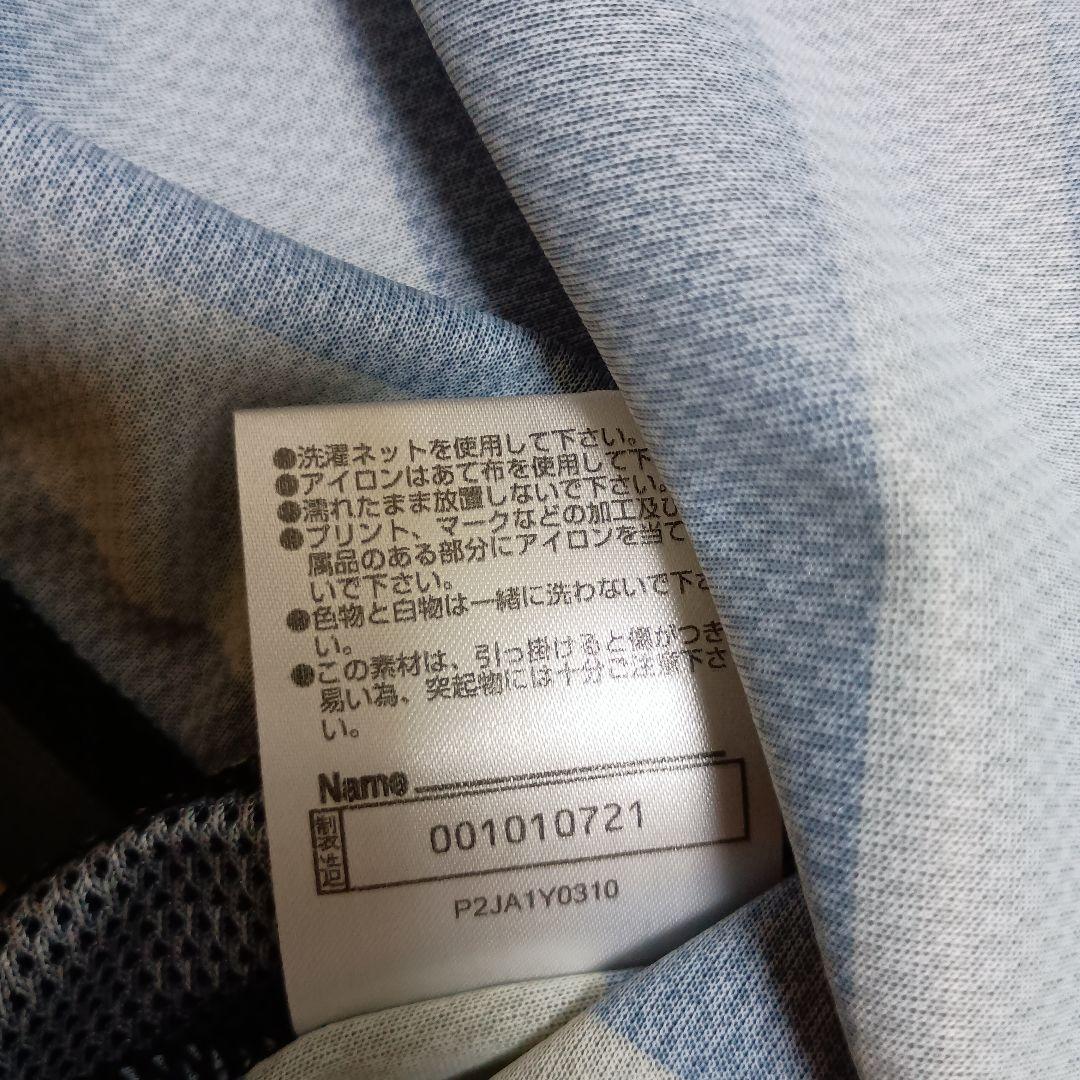 ●洗濯ネットを使用して下さい。
●アイロンはあて布を使用して下
●濡れたまま放置しないで下さい。
●プリント、マークなどの加工及び
属品のある部分にアイロンを当て
いで下さい。
●色物と白物は一緒に洗わないで下さ
い。
●この素材は、引っ掛けると傷がつき
易い為、突起物には十分ご注意下さ
い。
Name
製造
001010721
P2JA1Y0310